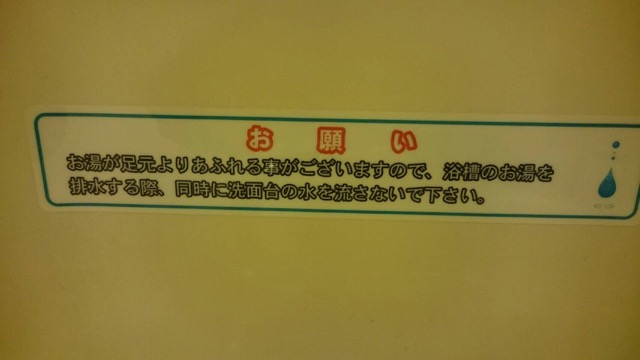 お願い
お湯が足元よりあふれる事がございますので、浴槽のお湯を
排水する際、同時に洗面台の水を流さないで下さい。